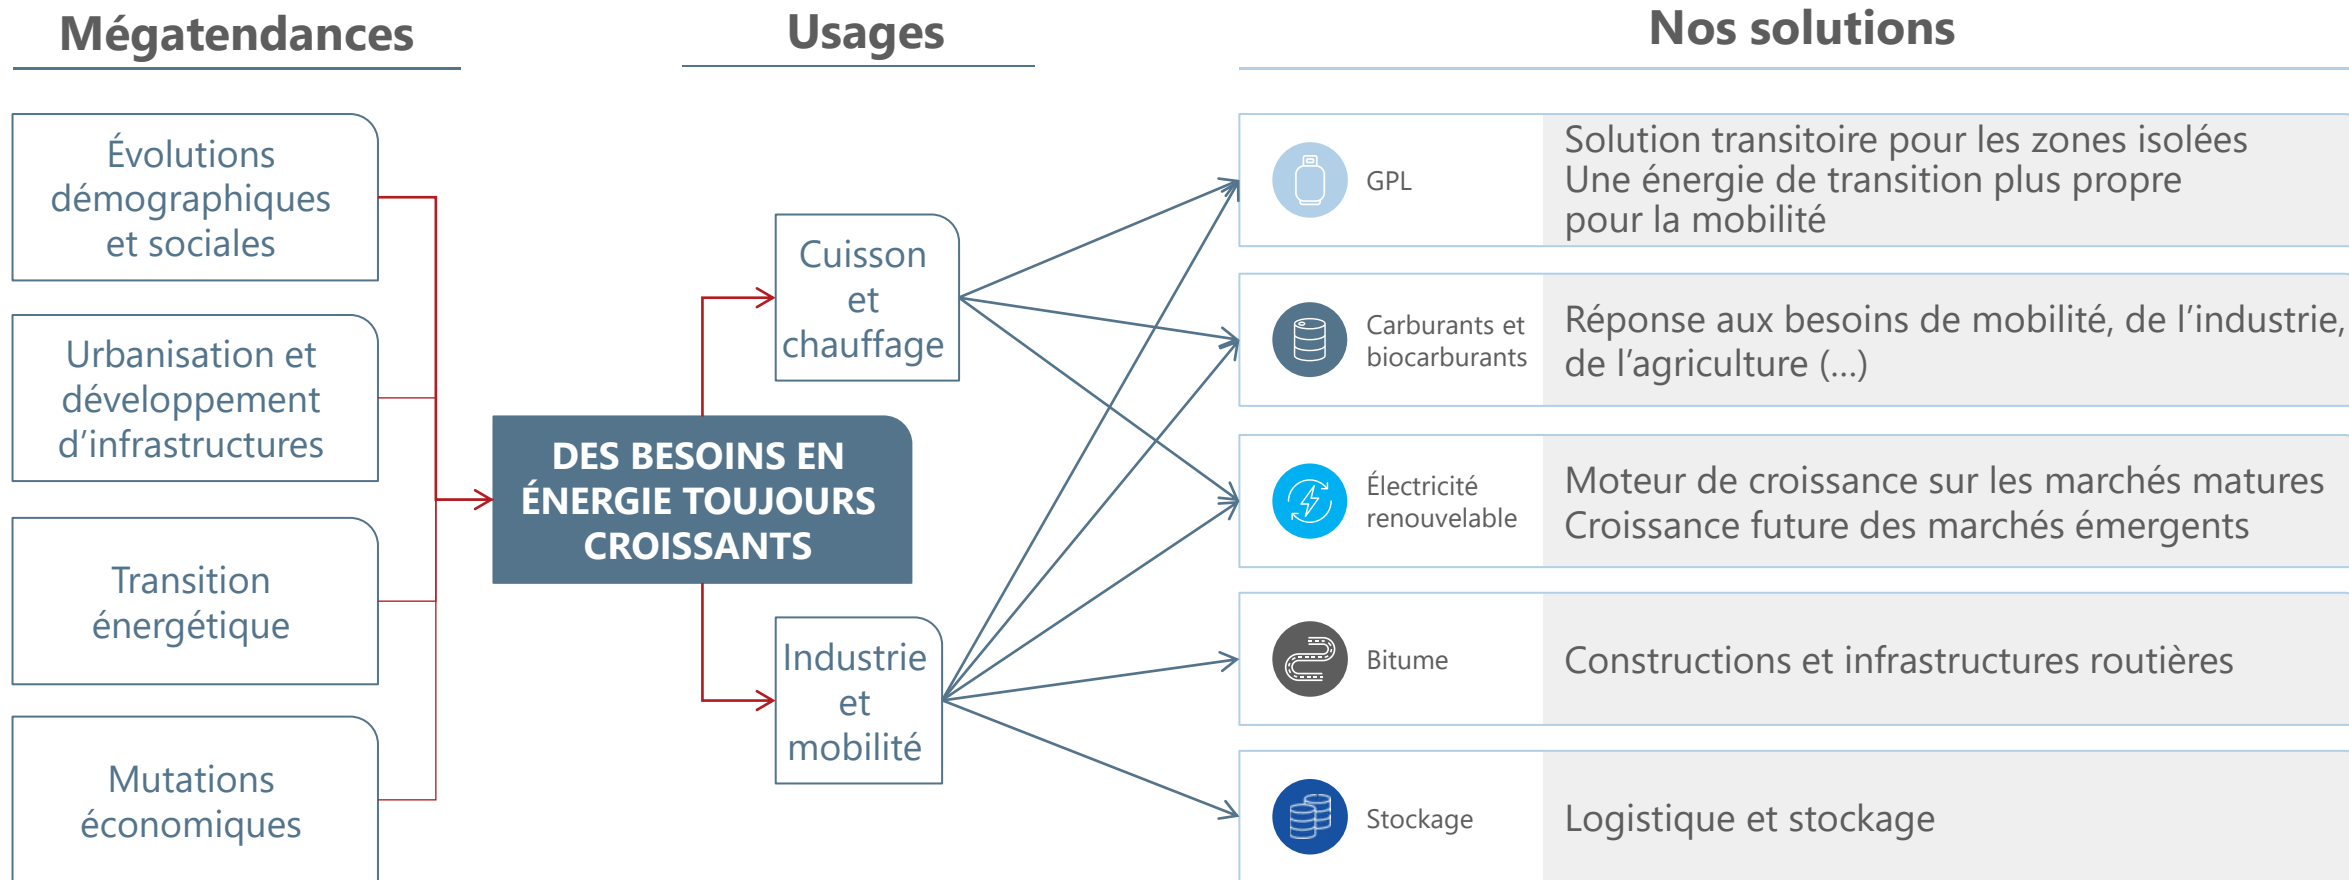 Mégatendances
Usages
Nos solutions
Évolutions
démographiques
et sociales
Urbanisation et
développement
d’infrastructures
Transition
énergétique
Mutations
économiques
DES BESOINS EN
ÉNERGIE TOUJOURS
CROISSANTS
Cuisson
et
chauffage
Industrie
et
mobilité
GPL
Solution transitoire pour les zones isolées
Une énergie de transition plus propre
pour la mobilité
Carburants et
biocarburants
Réponse aux besoins de mobilité, de l’industrie,
de l’agriculture (…)
Électricité
renouvelable
Moteur de croissance sur les marchés matures
Croissance future des marchés émergents
Bitume
Constructions et infrastructures routières
Stockage
Logistique et stockage